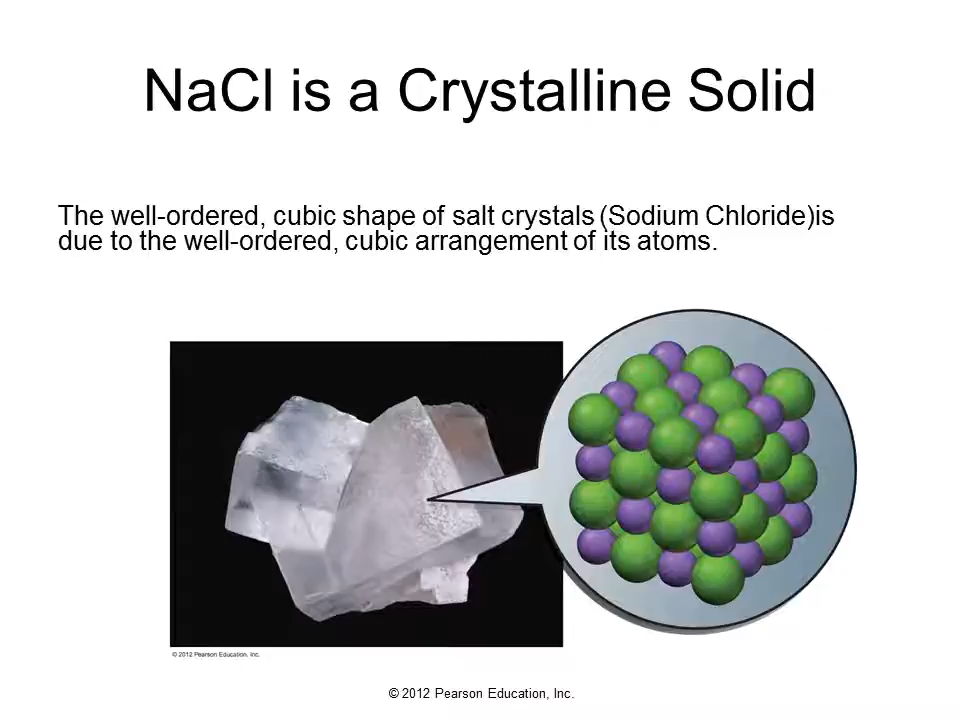 NaCl is a Crystalline Solid
The well-ordered, cubic shape of salt crystals (Sodium Chloride)is
due to the well-ordered, cubic arrangement of its atoms.
© 2012 Pearson Education, Inc.
© 2012 Pearson Education, Inc.